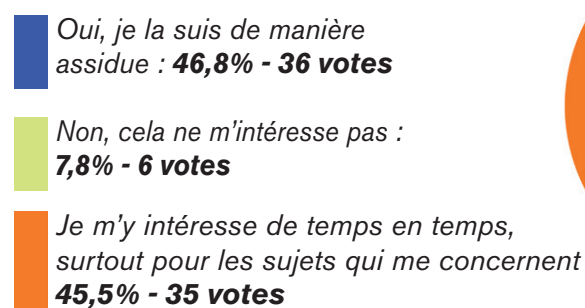 Oui, je la suis de manière
assidue : 46,8% - 36 votes
Non, cela ne m'intéresse pas :
7,8% - 6 votes
Je m'y intéresse de temps en temps,
surtout pour les sujets qui me concernent
45,5% - 35 votes